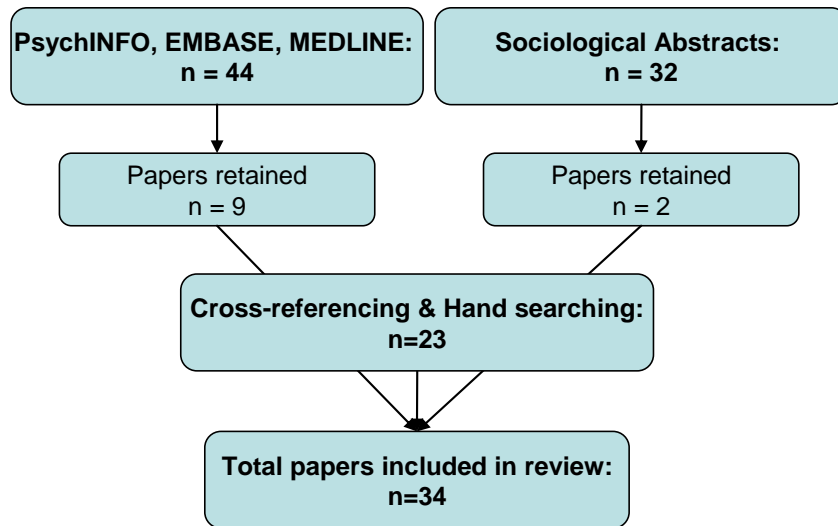 PsychINFO, EMBASE, MEDLINE:
n = 44
Sociological Abstracts:
n = 32
Papers retained
n = 9
Papers retained
n = 2
Cross-referencing & Hand searching:
n=23
Total papers included in review:
n=34